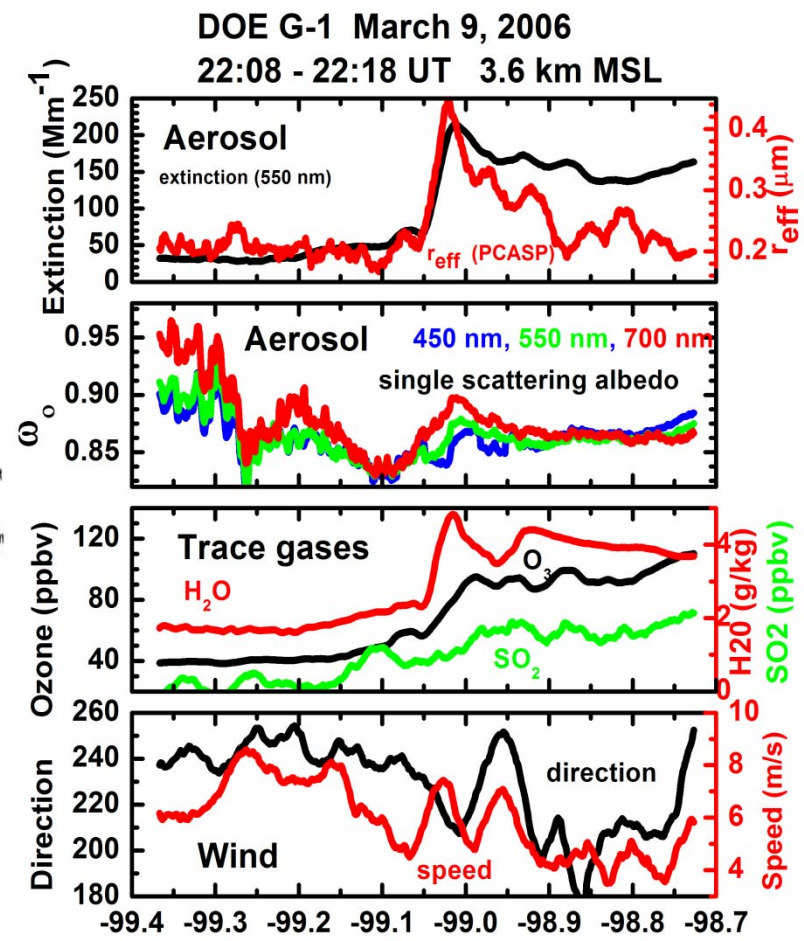 DOE G-1 March 9, 2006
22:08 - 22:18 UT 3.6 km MSL
Extinction (Mm⁻¹)
250
200
150
100
50
0
Aerosol
extinction (550 nm)
r_eff (PCASP)
0.4
0.3
0.2
r_eff (μm)
ω_o
0.95
0.90
0.85
Aerosol
450 nm, 550 nm, 700 nm
single scattering albedo
Ozone (ppbv)
120
80
40
Trace gases
H₂O
O₃
SO₂
4
2
0
H20 (g/kg)
SO2 (ppbv)
Direction
260
240
220
200
180
direction
Wind
speed
10
8
6
4
Speed (m/s)
-99.4 -99.3 -99.2 -99.1 -99.0 -98.9 -98.8 -98.7